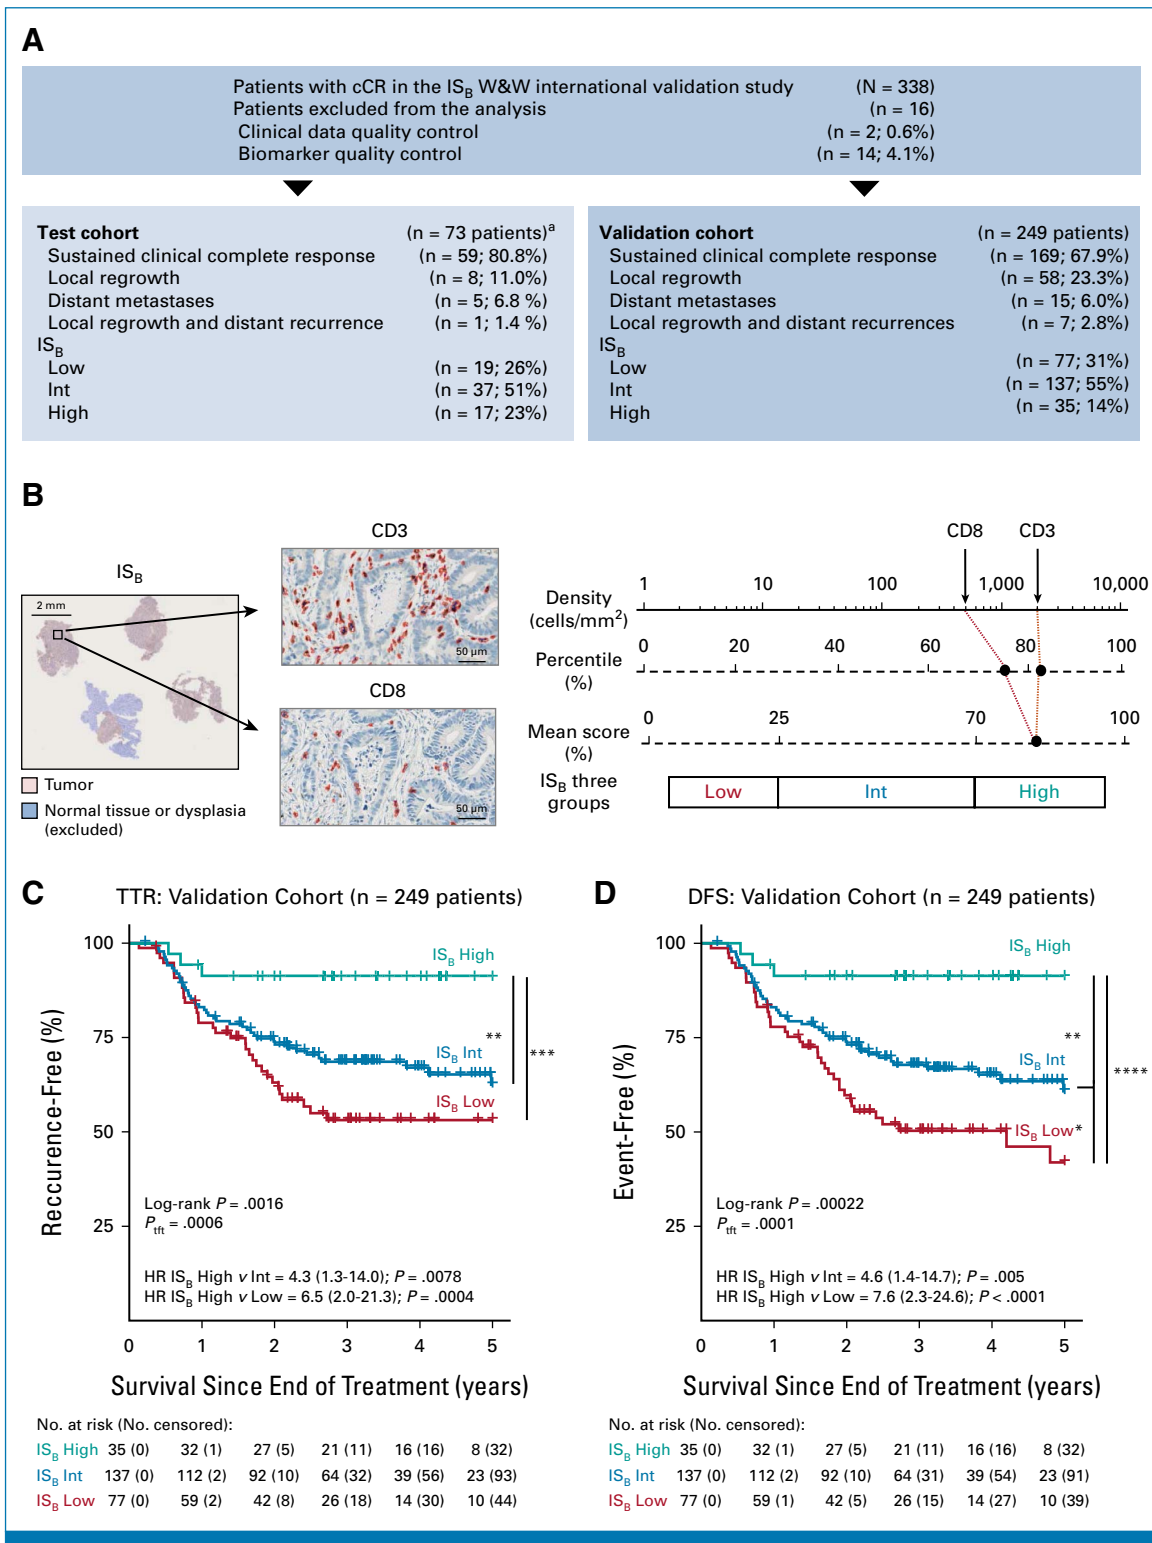 A
Patients with cCR in the ISB W&W international validation study (N = 338)
Patients excluded from the analysis (n = 16)
Clinical data quality control (n = 2; 0.6%)
Biomarker quality control (n = 14; 4.1%)
Test cohort (n = 73 patients)a
Sustained clinical complete response (n = 59; 80.8%)
Local regrowth (n = 8; 11.0%)
Distant metastases (n = 5; 6.8 %)
Local regrowth and distant recurrence (n = 1; 1.4 %)
ISB
Low (n = 19; 26%)
Int (n = 37; 51%)
High (n = 17; 23%)
Validation cohort (n = 249 patients)
Sustained clinical complete response (n = 169; 67.9%)
Local regrowth (n = 58; 23.3%)
Distant metastases (n = 15; 6.0%)
Local regrowth and distant recurrences (n = 7; 2.8%)
ISB
Low (n = 77; 31%)
Int (n = 137; 55%)
High (n = 35; 14%)
B
ISB
2 mm
Tumor
Normal tissue or dysplasia
(excluded)
CD3
50 µm
CD8
50 µm
CD8 CD3
Density
(cells/mm2)
1 10 100 1,000 10,000
Percentile
(%)
0 20 40 60 80 100
Mean score
(%)
0 25 70 100
ISB three
groups
Low Int High
C
TTR: Validation Cohort (n = 249 patients)
Reccurence-Free (%)
100
75
50
25
ISB High
ISB Int
ISB Low
**
***
Log-rank P = .0016
Ptft = .0006
HR ISB High v Int = 4.3 (1.3-14.0); P = .0078
HR ISB High v Low = 6.5 (2.0-21.3); P = .0004
0 1 2 3 4 5
Survival Since End of Treatment (years)
No. at risk (No. censored):
ISB High 35 (0) 32 (1) 27 (5) 21 (11) 16 (16) 8 (32)
ISB Int 137 (0) 112 (2) 92 (10) 64 (32) 39 (56) 23 (93)
ISB Low 77 (0) 59 (2) 42 (8) 26 (18) 14 (30) 10 (44)
D
DFS: Validation Cohort (n = 249 patients)
Event-Free (%)
100
75
50
25
ISB High
ISB Int
ISB Low*
**
****
Log-rank P = .00022
Ptft = .0001
HR ISB High v Int = 4.6 (1.4-14.7); P = .005
HR ISB High v Low = 7.6 (2.3-24.6); P < .0001
0 1 2 3 4 5
Survival Since End of Treatment (years)
No. at risk (No. censored):
ISB High 35 (0) 32 (1) 27 (5) 21 (11) 16 (16) 8 (32)
ISB Int 137 (0) 112 (2) 92 (10) 64 (31) 39 (54) 23 (91)
ISB Low 77 (0) 59 (1) 42 (5) 26 (15) 14 (27) 10 (39)